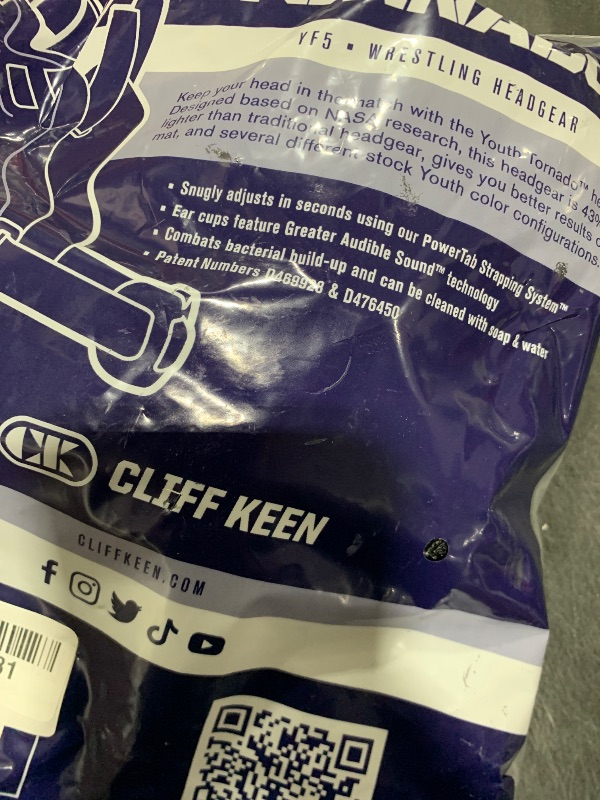 YF5 ▪ WRESTLING HEADGEAR
Keep your head in the match with the Youth Tornado™
Designed based on NASA research, this headgear is 43%
lighter than traditional headgear, gives you better results
mat, and several different stock Youth color configurations.
• Snugly adjusts in seconds using our PowerTab Strapping System™
• Ear cups feature Greater Audible Sound™ technology
• Combats bacterial build-up and can be cleaned with soap & water
• Patent Numbers & D476450
CK CLIFF KEEN
CLIFFKEEN.COM
31